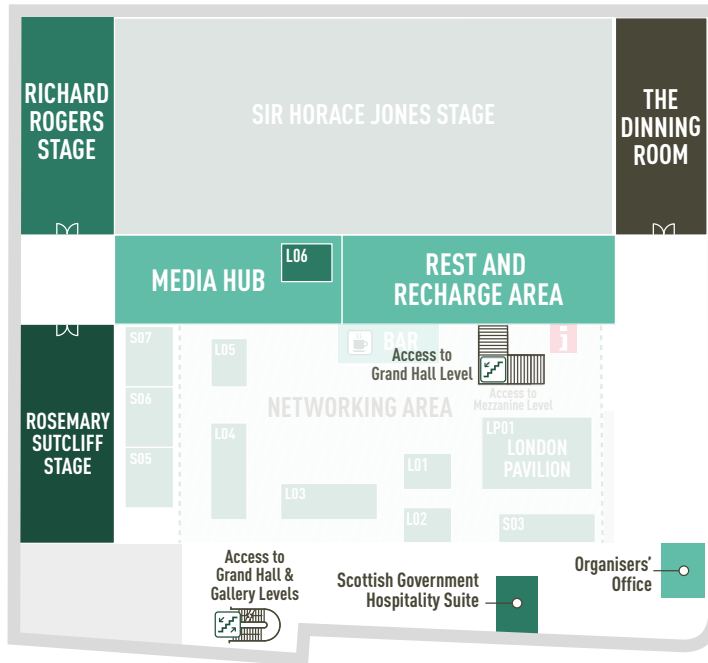 RICHARD
ROGERS
STAGE
SIR HORACE JONES STAGE
THE
DINNING
ROOM
MEDIA HUB
L06
REST AND
RECHARGE AREA
S07
L05
BAR
i
Access to
Grand Hall Level
S06
Access to
Mezzanine Level
NETWORKING AREA
ROSEMARY
SUTCLIFF
STAGE
L04
LP01
LONDON
PAVILION
S05
L01
L03
L02
S03
Access to
Grand Hall &
Gallery Levels
Scottish Government
Hospitality Suite
Organisers'
Office